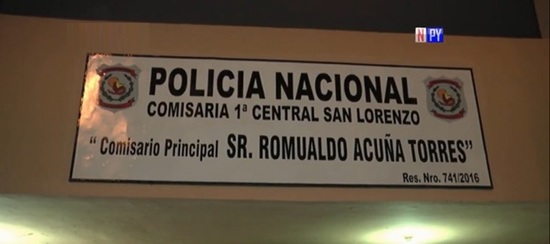 NPY
POLICIA NACIONAL
COMISARIA 1ª CENTRAL SAN LORENZO
“ Comisario Principal SR. ROMUALDO ACUÑA TORRES”
Res. Nro. 741/2016